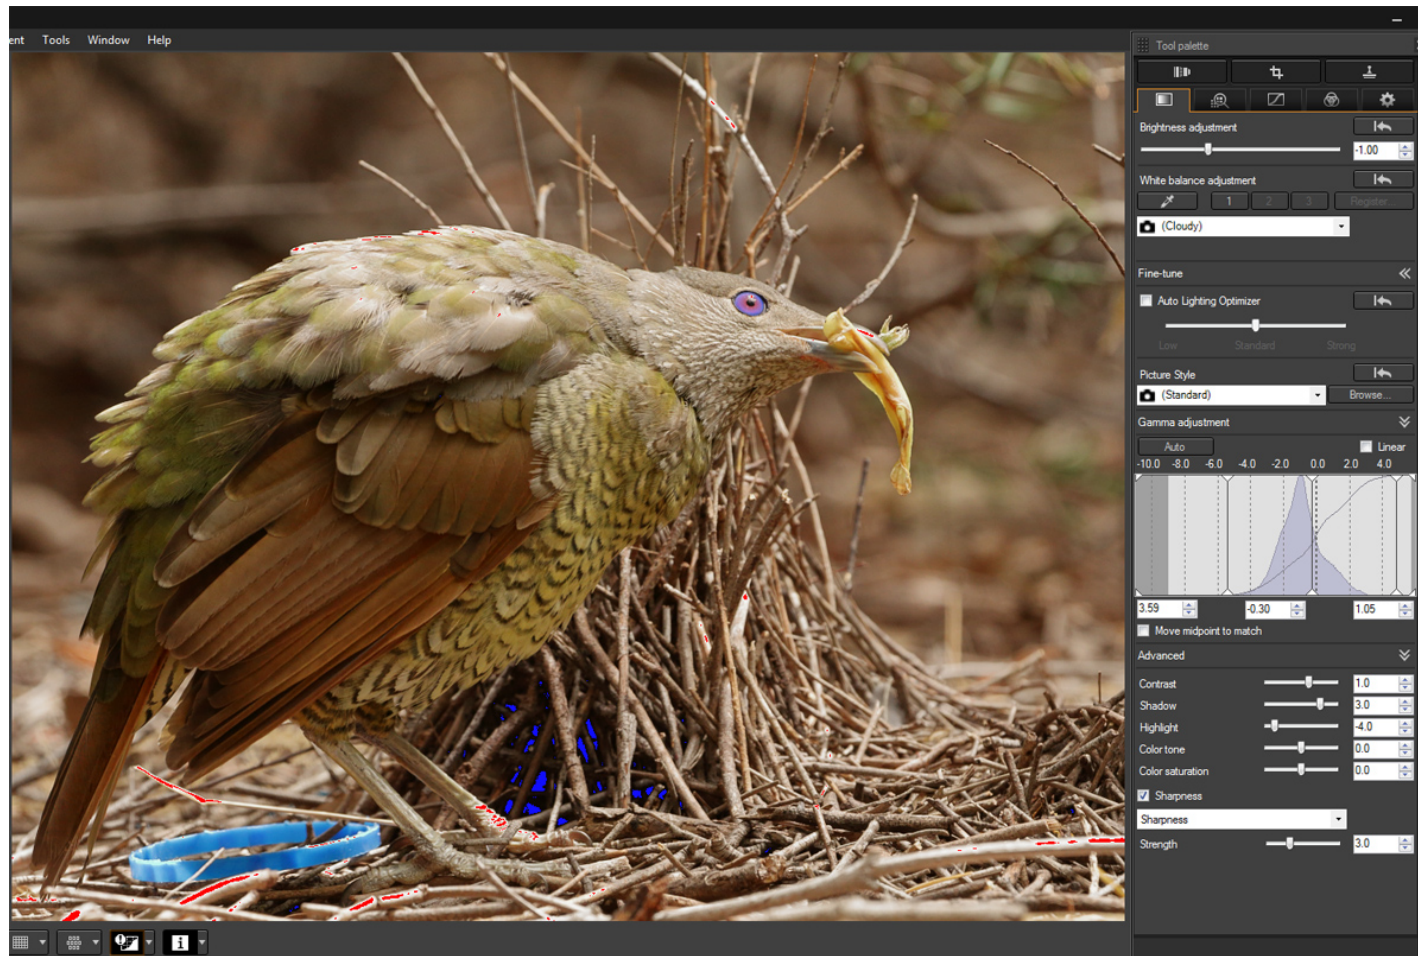 ent Tools Window Help
Tool palette
Brightness adjustment
-1.00
White balance adjustment
1 2 3 Register...
(Cloudy)
Fine-tune
Auto Lighting Optimizer
Low Standard Strong
Picture Style
(Standard) Browse...
Gamma adjustment
Auto Linear
-10.0 -8.0 -6.0 -4.0 -2.0 0.0 2.0 4.0
3.59 -0.30 1.05
Move midpoint to match
Advanced
Contrast 1.0
Shadow 3.0
Highlight -4.0
Color tone 0.0
Color saturation 0.0
Sharpness
Sharpness
Strength 3.0